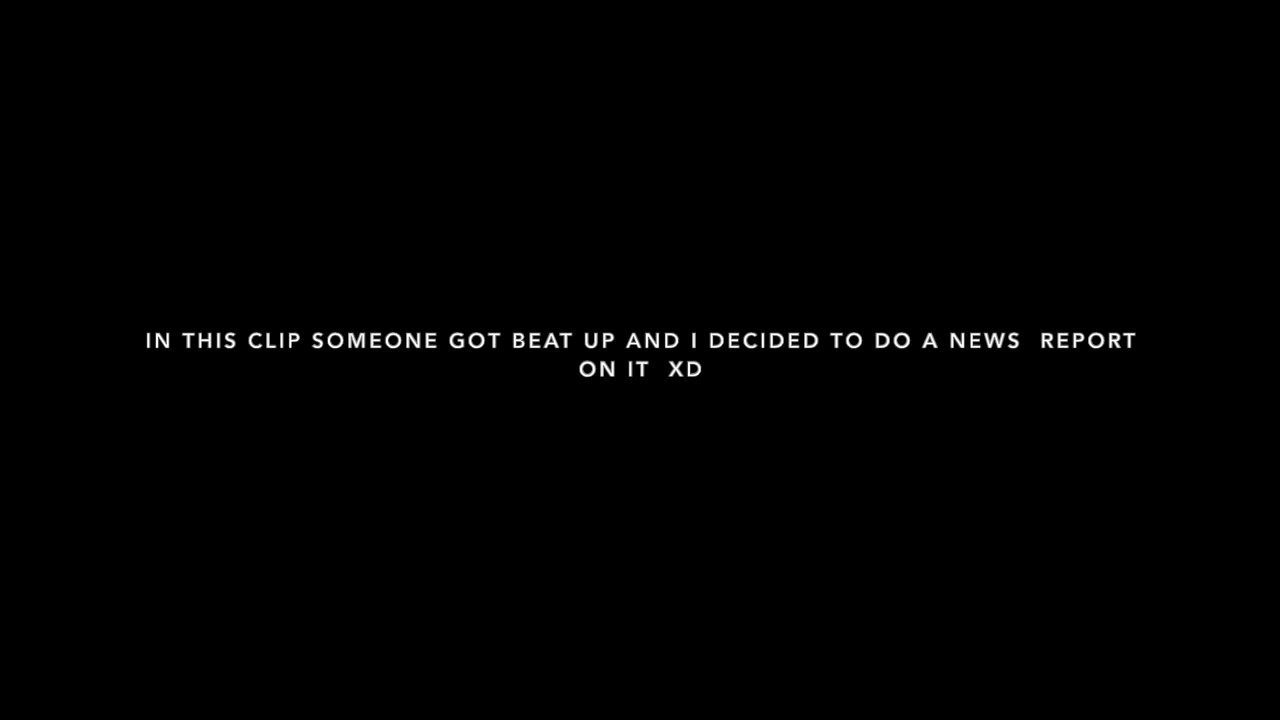 IN THIS CLIP SOMEONE GOT BEAT UP AND I DECIDED TO DO A NEWS  REPORT
ON IT  XD